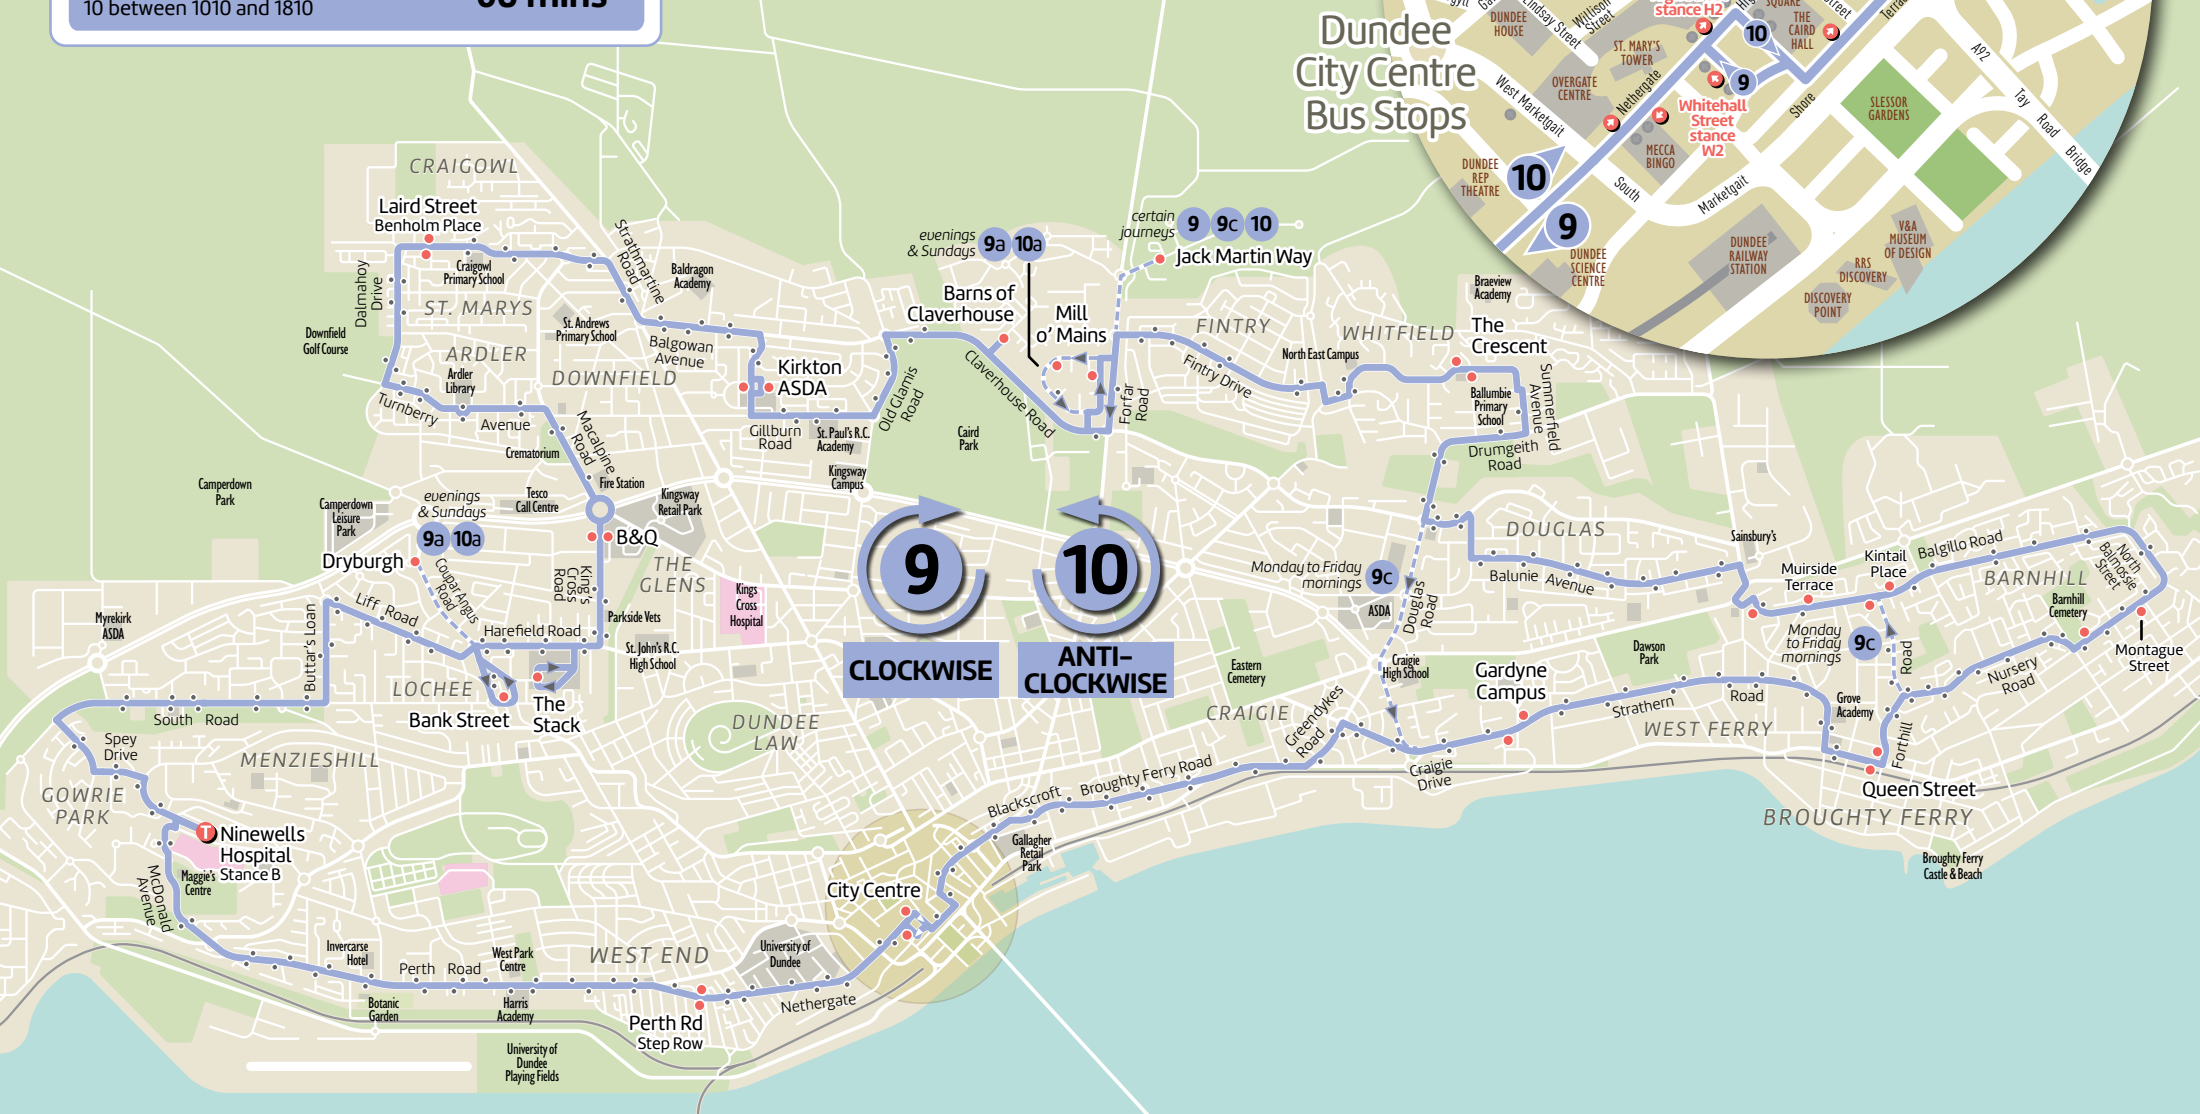 10 between 1010 and 1810
Dundee
City Centre
Bus Stops
stance H2
Lindsay Street
Willison
Street
DUNDEE
HOUSE
ST. MARY'S
TOWER
SQUARE
THE
CAIRD
HALL
10
9
OVERGATE
CENTRE
West Marketgait
Nethergate
Whitehall
Street
stance
W2
MECCA
BINGO
Shore
SLESSOR
GARDENS
A92
Tay
Road
Bridge
DUNDEE
REP
THEATRE
10
9
South
Marketgait
DUNDEE
SCIENCE
CENTRE
DUNDEE
RAILWAY
STATION
V&A
MUSEUM
OF DESIGN
RRS
DISCOVERY
DISCOVERY
POINT
CRAIGOWL
Laird Street
Benholm Place
Craigowl
Primary School
Dalmahoy
Drive
ST. MARYS
Strathmartine
Road
Baldragon
Academy
Downfield
Golf Course
St. Andrews
Primary School
ARDLER
Ardler
Library
DOWNFIELD
Balgowan
Avenue
Kirkton
ASDA
Turnberry
Avenue
Macalpine
Road
Crematorium
Gillburn
Road
St. Paul's R.C.
Academy
Kingsway
Campus
Old Glamis
Road
evenings
& Sundays
9a 10a
Barns of
Claverhouse
Mill
o' Mains
Claverhouse Road
Caird
Park
Forfar
Road
certain
journeys
9 9c 10
Jack Martin Way
FINTRY
Fintry Drive
North East Campus
WHITFIELD
Braeview
Academy
The
Crescent
Ballumbie
Primary
School
Summerfield
Avenue
Drumgeith
Road
Camperdown
Park
Camperdown
Leisure
Park
evenings
& Sundays
9a 10a
Dryburgh
Coupar Angus
Road
Tesco
Call Centre
Fire Station
Kingsway
Retail Park
B&Q
THE
GLENS
King's
Cross
Road
Kings
Cross
Hospital
Parkside Vets
St. John's R.C.
High School
Harefield Road
Liff Road
Buttar's Loan
Myrekirk
ASDA
LOCHEE
Bank Street
The
Stack
South Road
Spey
Drive
MENZIESHILL
GOWRIE
PARK
DUNDEE
LAW
9
10
CLOCKWISE
ANTI-
CLOCKWISE
Monday to Friday
mornings
9c
ASDA
Douglas
Road
DOUGLAS
Balunie Avenue
Sainsbury's
Muirside
Terrace
Kintail
Place
Balgillo Road
North
Balmossie
Street
BARNHILL
Barnhill
Cemetery
Montague
Street
Nursery
Road
Monday
to Friday
mornings
9c
Forthill
Road
Grove
Academy
Dawson
Park
Strathern
Road
WEST FERRY
Queen Street
BROUGHTY FERRY
Broughty Ferry
Castle & Beach
Eastern
Cemetery
Craigie
High School
Gardyne
Campus
CRAIGIE
Greendykes
Road
Craigie
Drive
Broughty Ferry Road
Blackscroft
Gallagher
Retail
Park
City Centre
T Ninewells
Hospital
Stance B
Maggie's
Centre
McDonald
Avenue
Invercarse
Hotel
Perth Road
West Park
Centre
WEST END
University of
Dundee
Botanic
Garden
Harris
Academy
Nethergate
Perth Rd
Step Row
University of
Dundee
Playing Fields